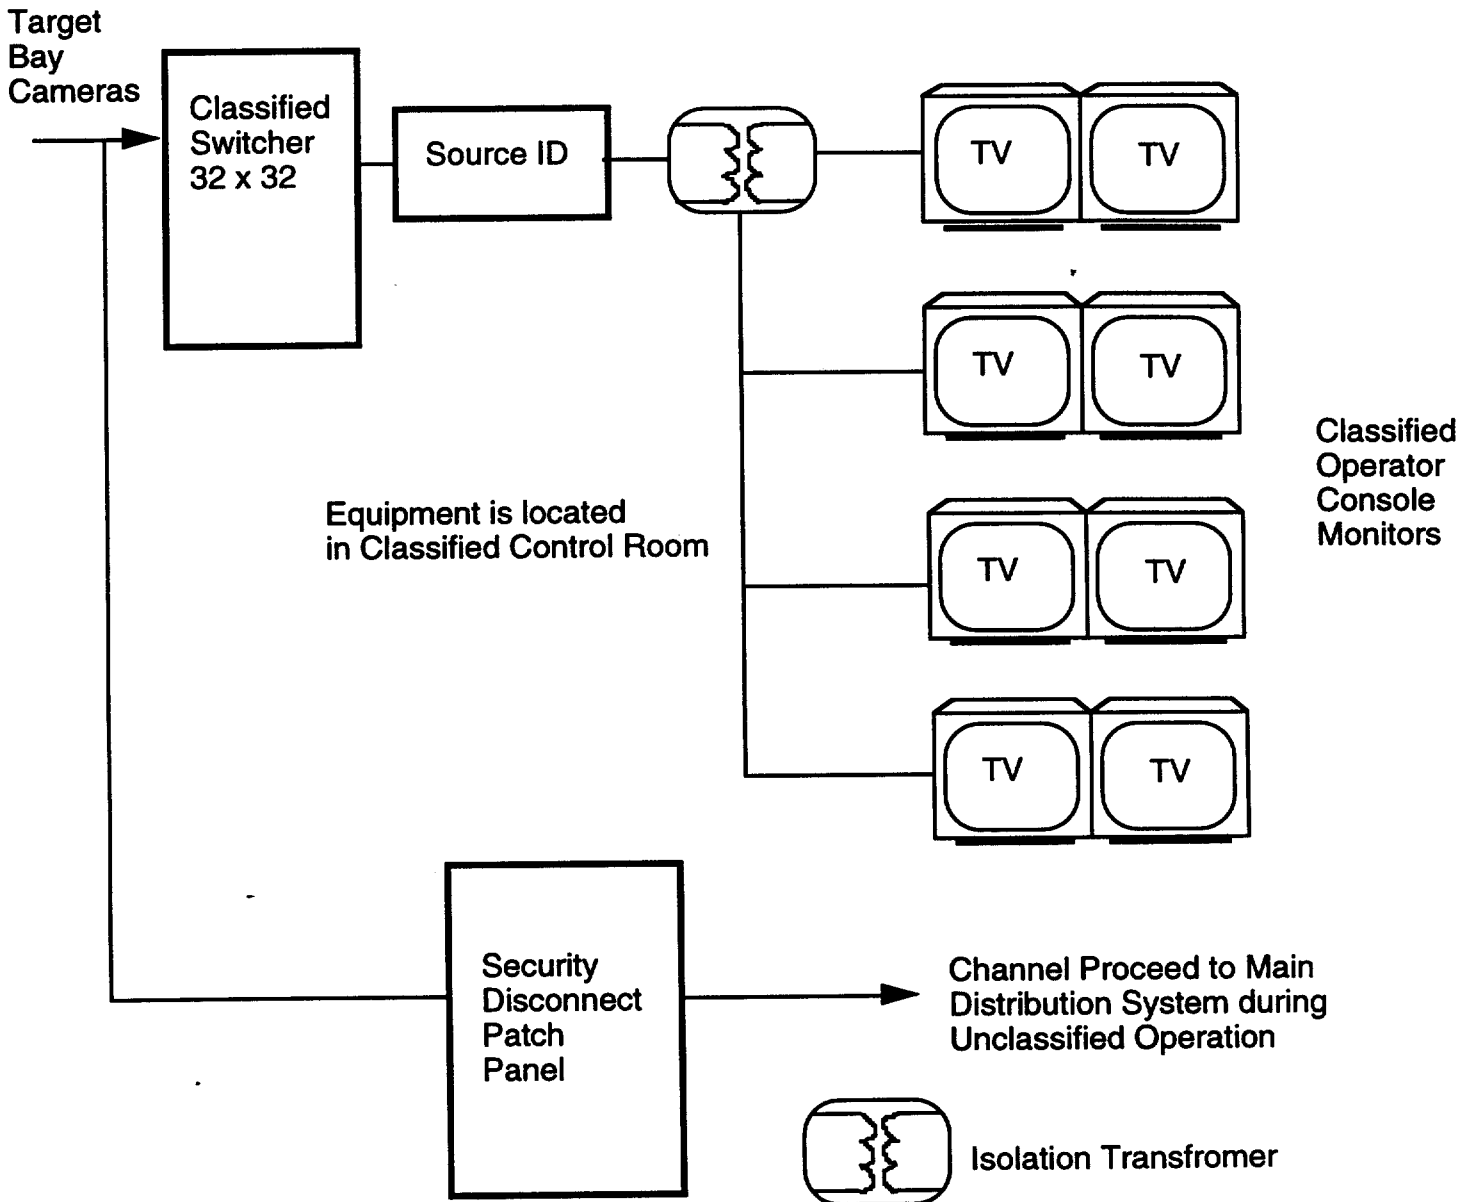 Target
Bay
Cameras
Classified
Switcher
32 x 32
Source ID
TV
TV
TV
TV
Classified
Operator
Console
Monitors
Equipment is located
in Classified Control Room
TV
TV
TV
TV
Security
Disconnect
Patch
Panel
Channel Proceed to Main
Distribution System during
Unclassified Operation
Isolation Transfromer